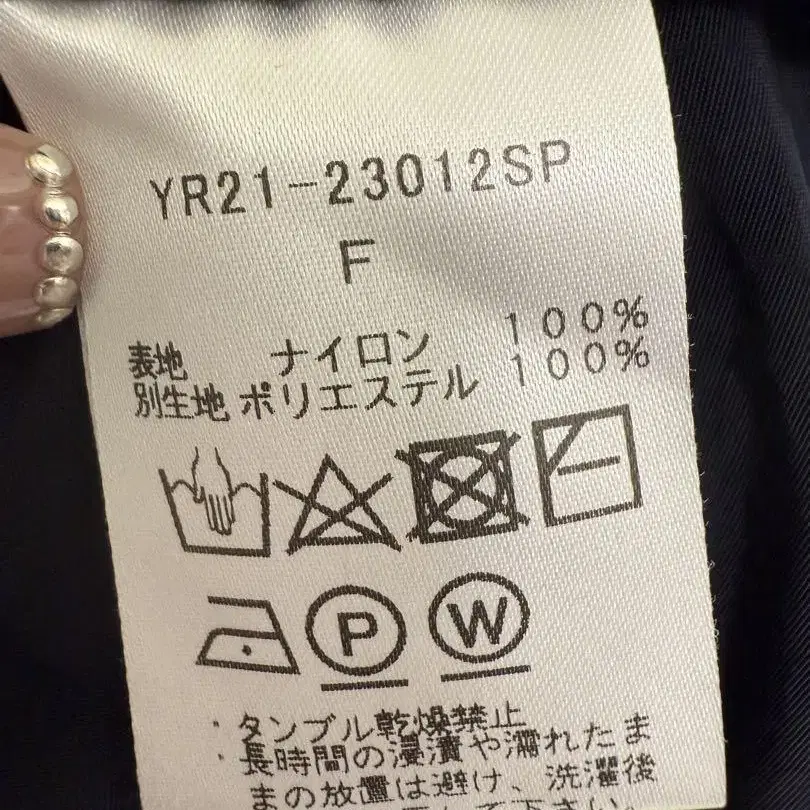 YR21-23012SP
F
表地 ナイロン 100%
別生地 ポリエステル 100%
P W
・タンブル乾燥禁止
・長時間の浸漬や濡れたま
まの放置は避け、洗濯後